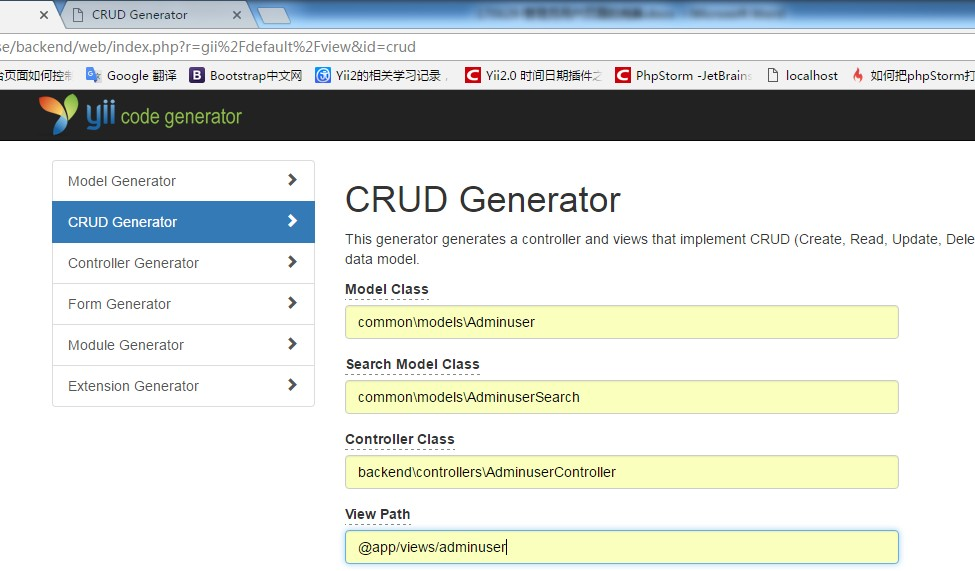 CRUD Generator
se/backend/web/index.php?r=gii%2Fdefault%2Fview&id=crud
台页面如何控制 Google 翻译 Bootstrap中文网 Yii2的相关学习记录, Yii2.0 时间日期插件之 PhpStorm -JetBrains localhost 如何把phpStorm打
yii code generator
Model Generator
CRUD Generator
Controller Generator
Form Generator
Module Generator
Extension Generator
CRUD Generator
This generator generates a controller and views that implement CRUD (Create, Read, Update, Dele
data model.
Model Class
common\models\Adminuser
Search Model Class
common\models\AdminuserSearch
Controller Class
backend\controllers\AdminuserController
View Path
@app/views/adminuser